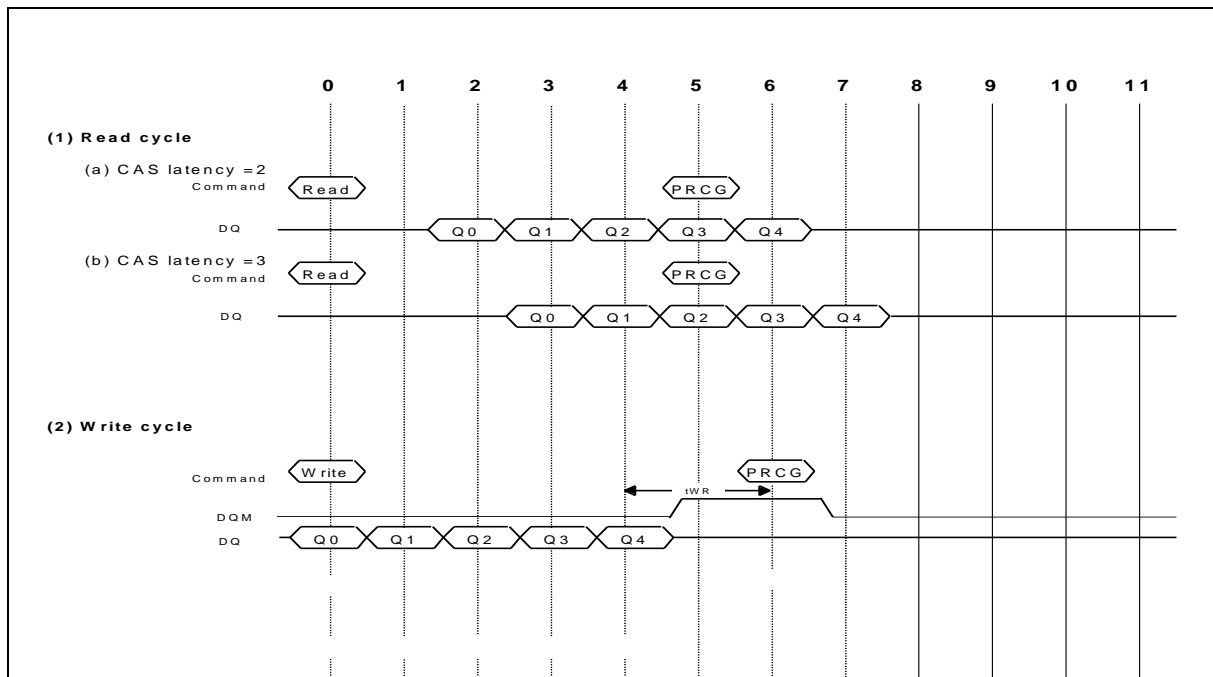 0 1 2 3 4 5 6 7 8 9 10 11
(1) Read cycle
(a) CAS latency =2
Command Read PRCG
DQ Q0 Q1 Q2 Q3 Q4
(b) CAS latency =3
Command Read PRCG
DQ Q0 Q1 Q2 Q3 Q4
(2) Write cycle
Command Write PRCG
tWR
DQM
DQ Q0 Q1 Q2 Q3 Q4